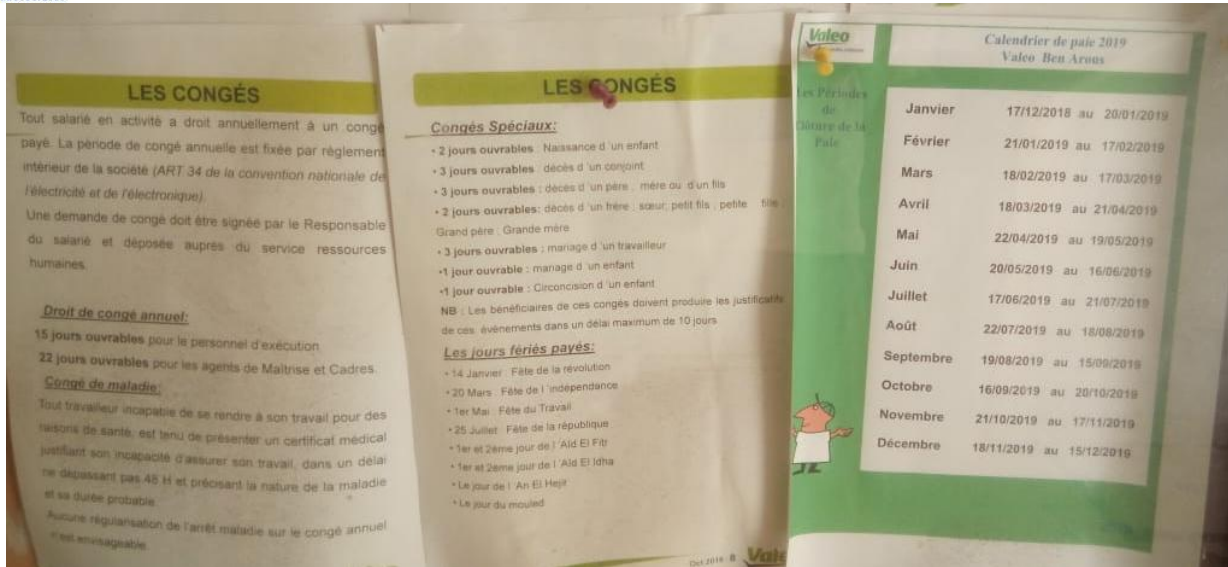 LES CONGÉS
Tout salarié en activité a droit annuellement à un congé
payé. La période de congé annuelle est fixée par règlement
intérieur de la société (ART 34 de la convention nationale de
l'électricité et de l'électronique).
Une demande de congé doit être signée par le Responsable
du salarié et déposée auprès du service ressources
humaines.
Droit de congé annuel:
15 jours ouvrables pour le personnel d'exécution
22 jours ouvrables pour les agents de Maîtrise et Cadres.
Congé de maladie:
Tout travailleur incapable de se rendre à son travail pour des
raisons de santé, est tenu de présenter un certificat médical
justifiant son incapacité d'assurer son travail, dans un délai
ne dépassant pas 48 H et précisant la nature de la maladie
et sa durée probable.
Aucune régularisation de l'arrêt maladie sur le congé annuel
n'est envisageable.
LES CONGÉS
Congés Spéciaux:
• 2 jours ouvrables : Naissance d'un enfant
• 3 jours ouvrables : décès d'un conjoint
• 3 jours ouvrables : décès d'un père, mère ou d'un fils
• 2 jours ouvrables: décès d'un frère, sœur, petit fils, petite fille
Grand père, Grande mère
• 3 jours ouvrables : mariage d'un travailleur
•1 jour ouvrable : mariage d'un enfant
•1 jour ouvrable : Circoncision d'un enfant
NB : Les bénéficiaires de ces congés doivent produire les justificatifs
de ces événements dans un délai maximum de 10 jours
Les jours fériés payés:
• 14 Janvier : Fête de la révolution
• 20 Mars : Fête de l'indépendance
• 1er Mai : Fête du Travail
• 25 Juillet : Fête de la république
• 1er et 2ème jour de l'Aïd El Fitr
• 1er et 2ème jour de l'Aïd El Idha
• Le jour de l'An El Hejir
• Le jour du mouled
8 Valeo
Valeo
Calendrier de paie 2019
Valeo Ben Arous
Les Périodes
de
Clôture de la
Paie
Janvier 17/12/2018 au 20/01/2019
Février 21/01/2019 au 17/02/2019
Mars 18/02/2019 au 17/03/2019
Avril 18/03/2019 au 21/04/2019
Mai 22/04/2019 au 19/05/2019
Juin 20/05/2019 au 16/06/2019
Juillet 17/06/2019 au 21/07/2019
Août 22/07/2019 au 18/08/2019
Septembre 19/08/2019 au 15/09/2019
Octobre 16/09/2019 au 20/10/2019
Novembre 21/10/2019 au 17/11/2019
Décembre 18/11/2019 au 15/12/2019